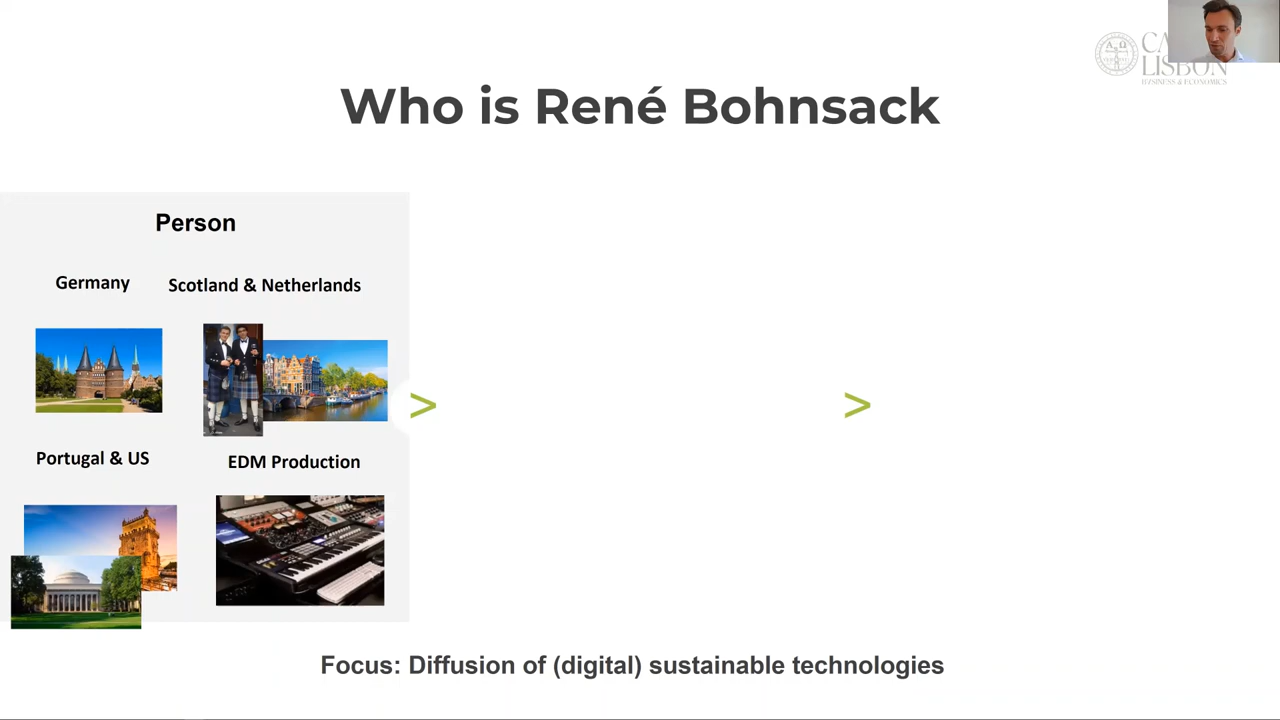 Who is René Bohnsack
LISBON
BUSINESS & ECONOMICS
Person
Germany
Scotland & Netherlands
Portugal & US
EDM Production
>
>
Focus: Diffusion of (digital) sustainable technologies